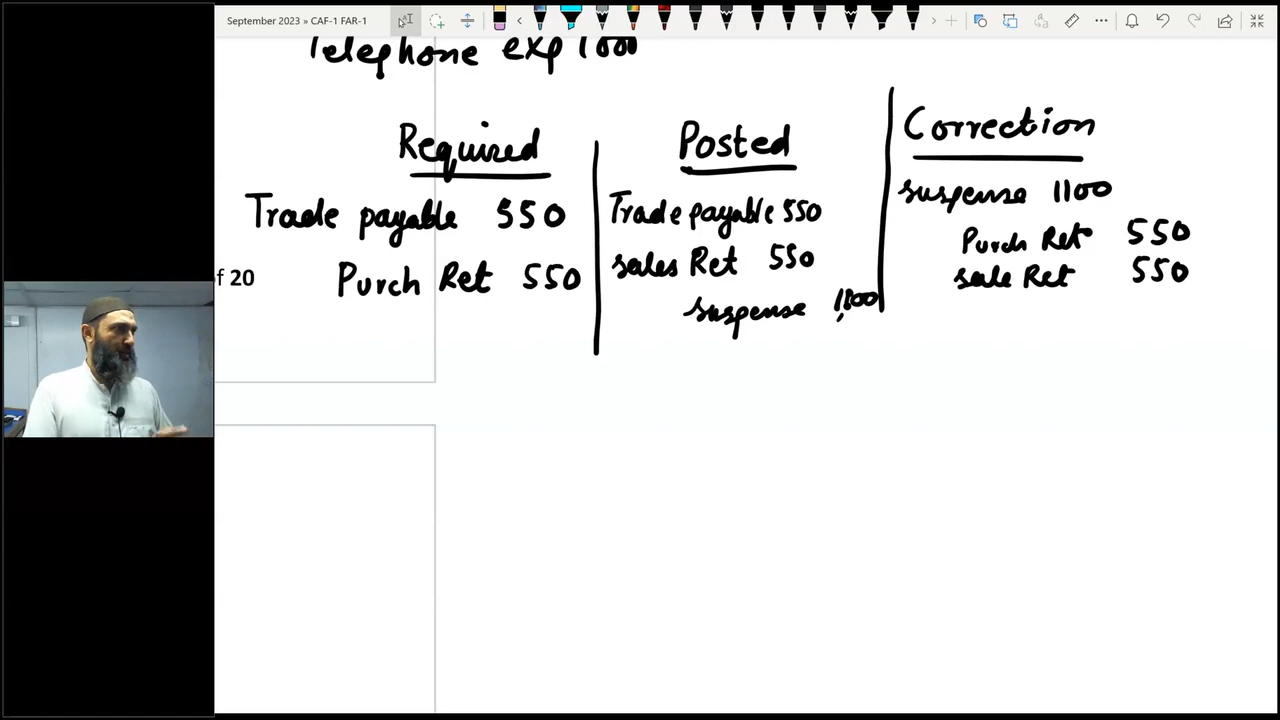 September 2023 » CAF-1 FAR-1
Telephone exp 1000
Required
Trade payable 550
Purch Ret 550
Posted
Trade payable 550
sales Ret 550
suspense 1100
Correction
suspense 1100
Purch Ret 550
sale Ret 550
of 20